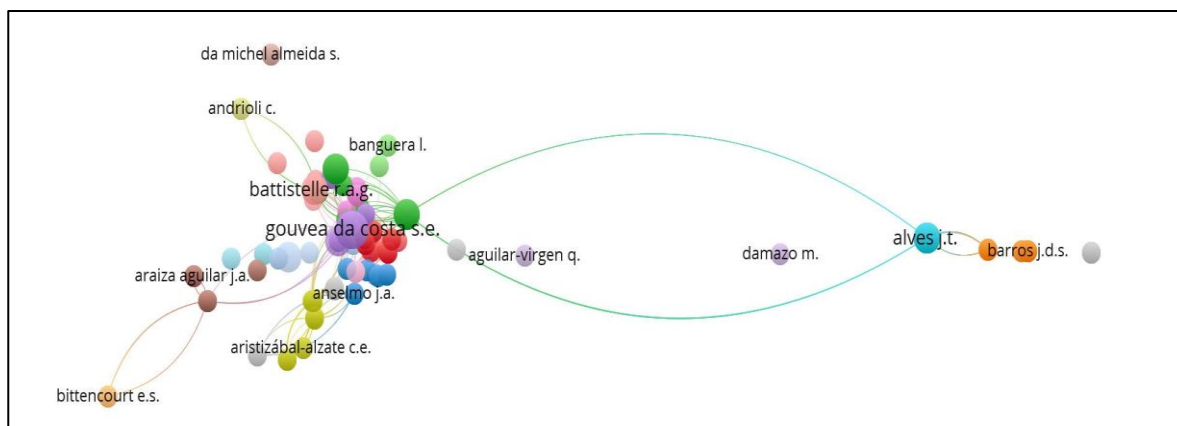 da michel almeida s.
andrioli c.
banguera l.
battistelle r.a.g.
gouvea da costa s.e.
alves j.t.
barros j.d.s.
aguilar-virgen q.
damazo m.
araiza aguilar j.a.
anselmo j.a.
aristizábal-alzate c.e.
bittencourt e.s.